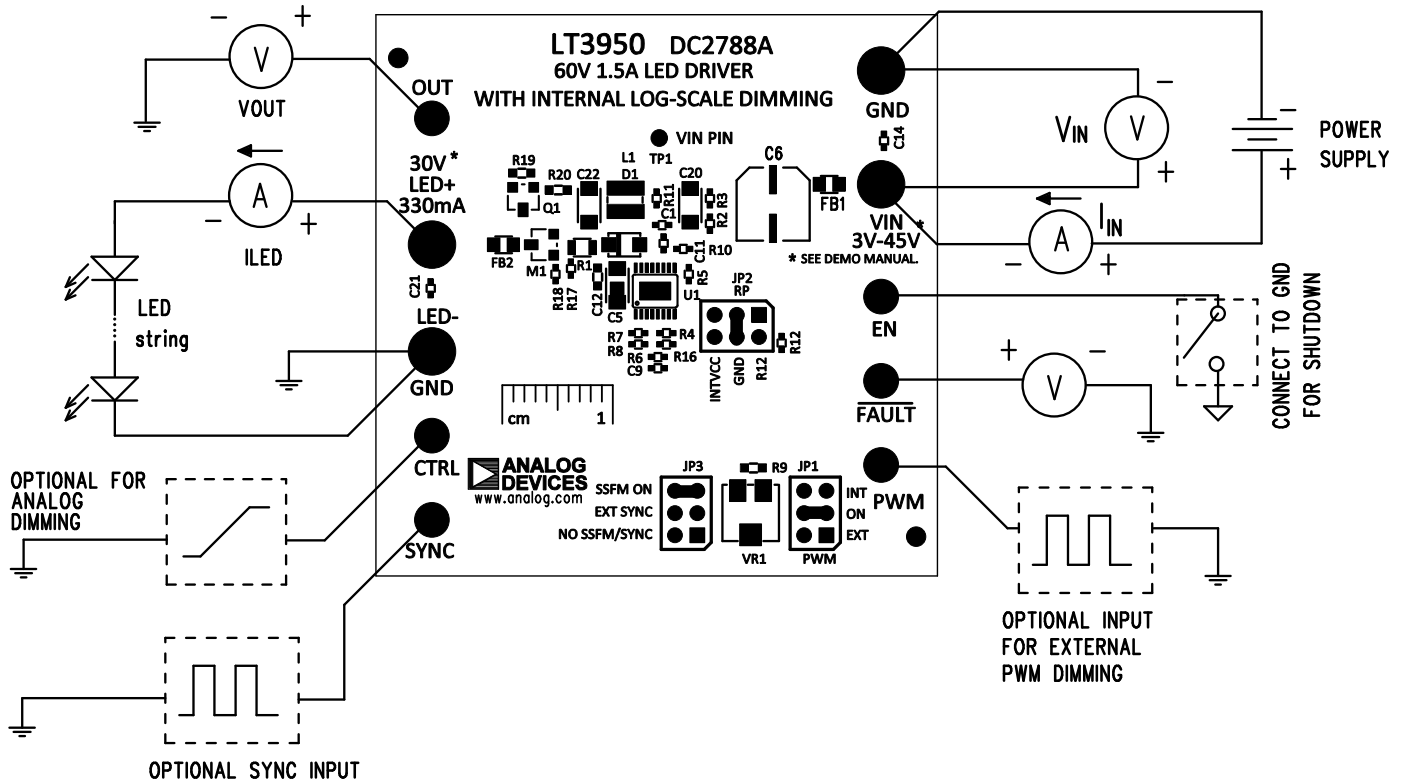 LT3950 DC2788A
60V 1.5A LED DRIVER
WITH INTERNAL LOG-SCALE DIMMING
- +
V
VOUT
OUT
30V *
LED+
330mA
A
- +
ILED
LED
string
C21
LED-
GND
CTRL
SYNC
OPTIONAL FOR
ANALOG
DIMMING
OPTIONAL SYNC INPUT
VIN PIN
TP1
R19
R20
C22
L1
D1
Q1
R11
C20
C1
R3
R2
C6
FB1
C14
FB2
M1
R1
R18
R17
C12
C5
C11
R10
R5
U1
R7
R8
R4
R6
R16
C9
JP2
RP
INTVCC
GND
R12
R12
cm 1
ANALOG
DEVICES
www.analog.com
JP3
SSFM ON
EXT SYNC
NO SSFM/SYNC
R9
VR1
JP1
INT
ON
EXT
PWM
GND
VIN *
3V-45V
* SEE DEMO MANUAL.
EN
FAULT
PWM
VIN
V
-
+
-
+
POWER
SUPPLY
IIN
A
- +
CONNECT TO GND
FOR SHUTDOWN
+ -
V
OPTIONAL INPUT
FOR EXTERNAL
PWM DIMMING